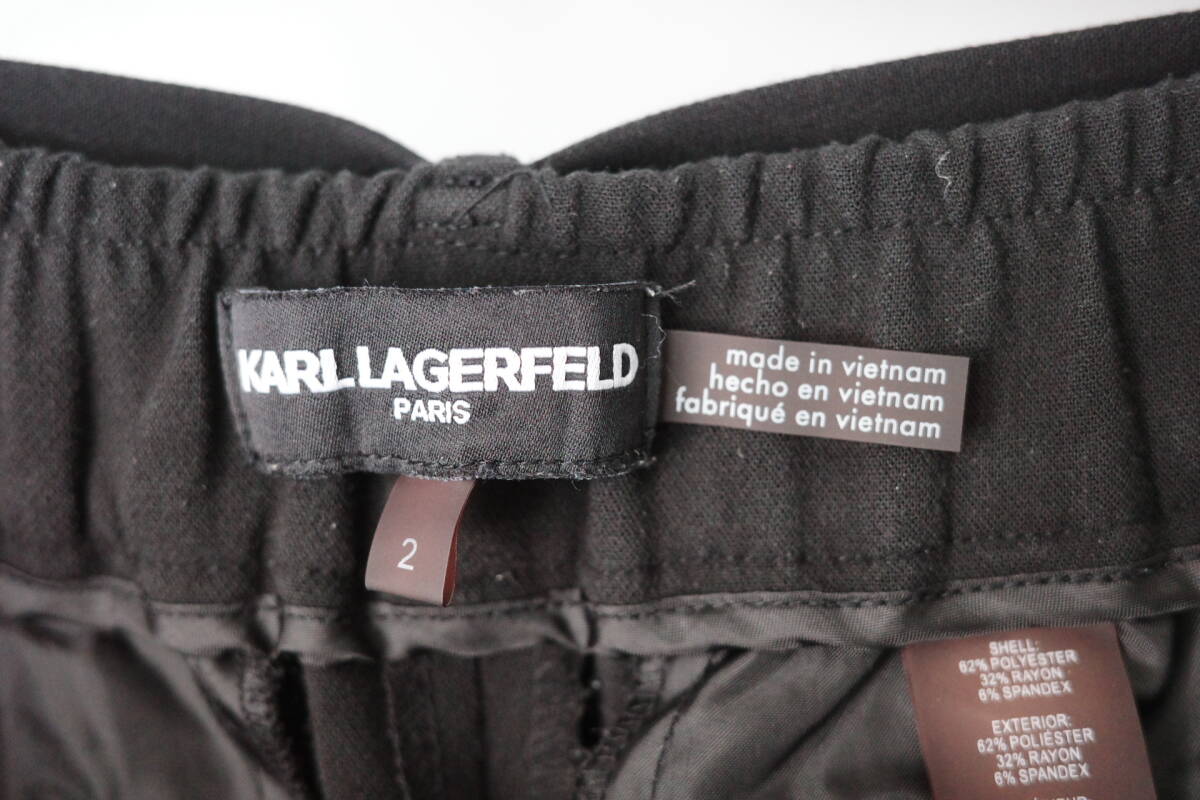 KARL LAGERFELD
PARIS
made in vietnam
hecho en vietnam
fabriqué en vietnam
2
SHELL:
62% POLYESTER
32% RAYON
6% SPANDEX
EXTERIOR:
62% POLIÉSTER
32% RAYON
6% SPANDEX